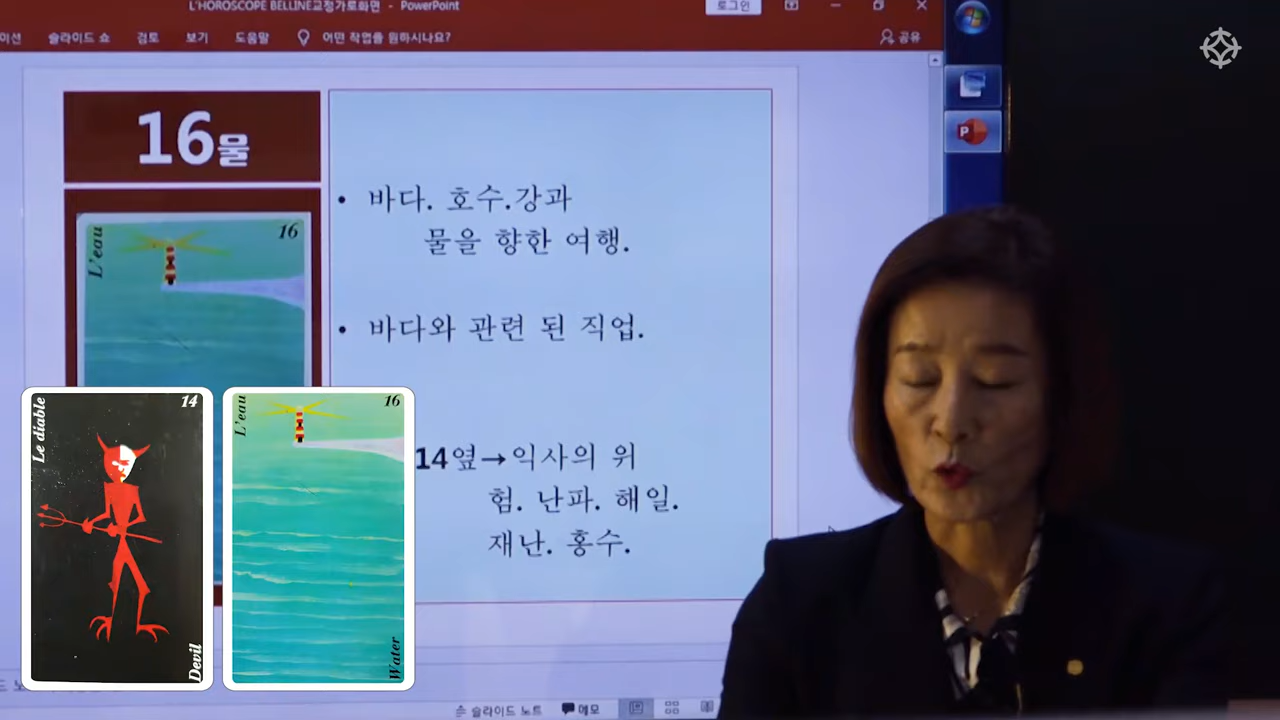 L'HOROSCOPE BELLINE교정가로화면 - PowerPoint
로그인
이션 슬라이드 쇼 검토 보기 도움말 어떤 작업을 원하시나요? 공유
16물
L'eau
16
• 바다. 호수.강과
물을 향한 여행.
• 바다와 관련 된 직업.
14옆→익사의 위
험. 난파. 해일.
재난. 홍수.
Le diable
14
Devil
L'eau
16
Water
슬라이드 노트 메모